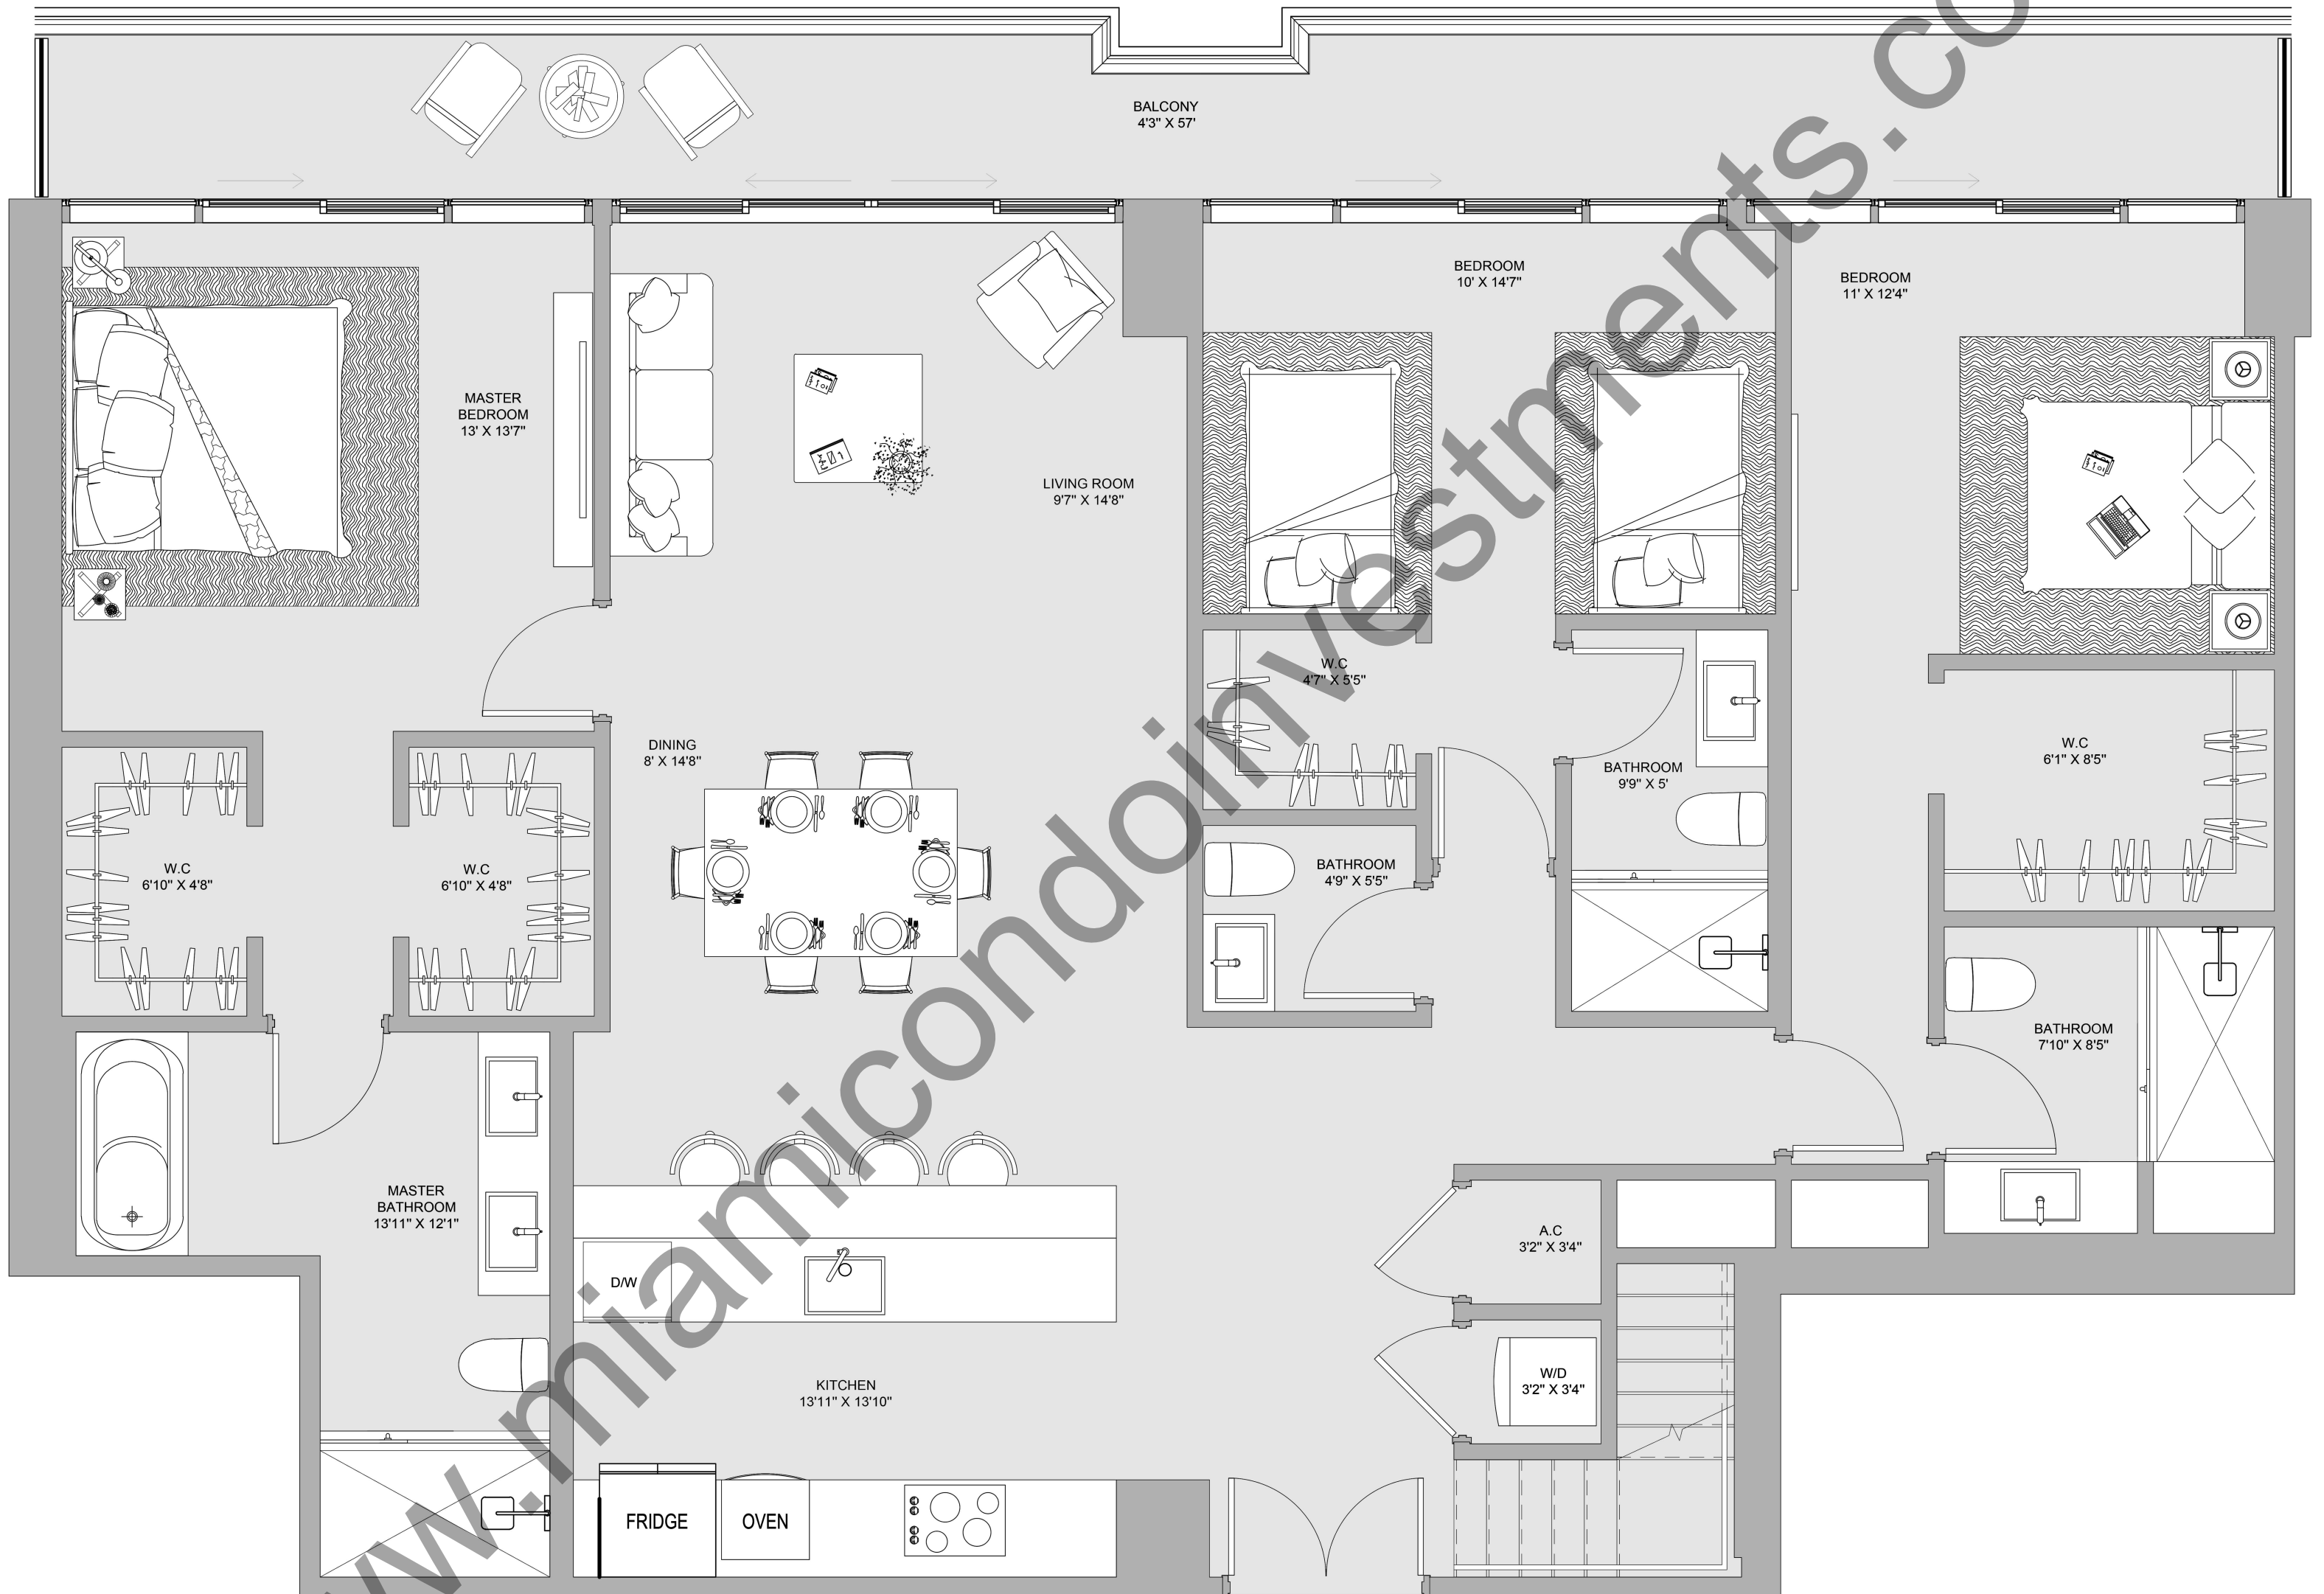 BALCONY
4'3" X 57'
BEDROOM
10' X 14'7"
BEDROOM
11' X 12'4"
MASTER
BEDROOM
13' X 13'7"
LIVING ROOM
9'7" X 14'8"
W.C
4'7" X 5'5"
DINING
8' X 14'8"
W.C
6'1" X 8'5"
BATHROOM
9'9" X 5'
W.C
6'10" X 4'8"
W.C
6'10" X 4'8"
BATHROOM
4'9" X 5'5"
BATHROOM
7'10" X 8'5"
MASTER
BATHROOM
13'11" X 12'1"
A.C
3'2" X 3'4"
D/W
W/D
3'2" X 3'4"
KITCHEN
13'11" X 13'10"
FRIDGE
OVEN
ww.miamicondoinvestments.co